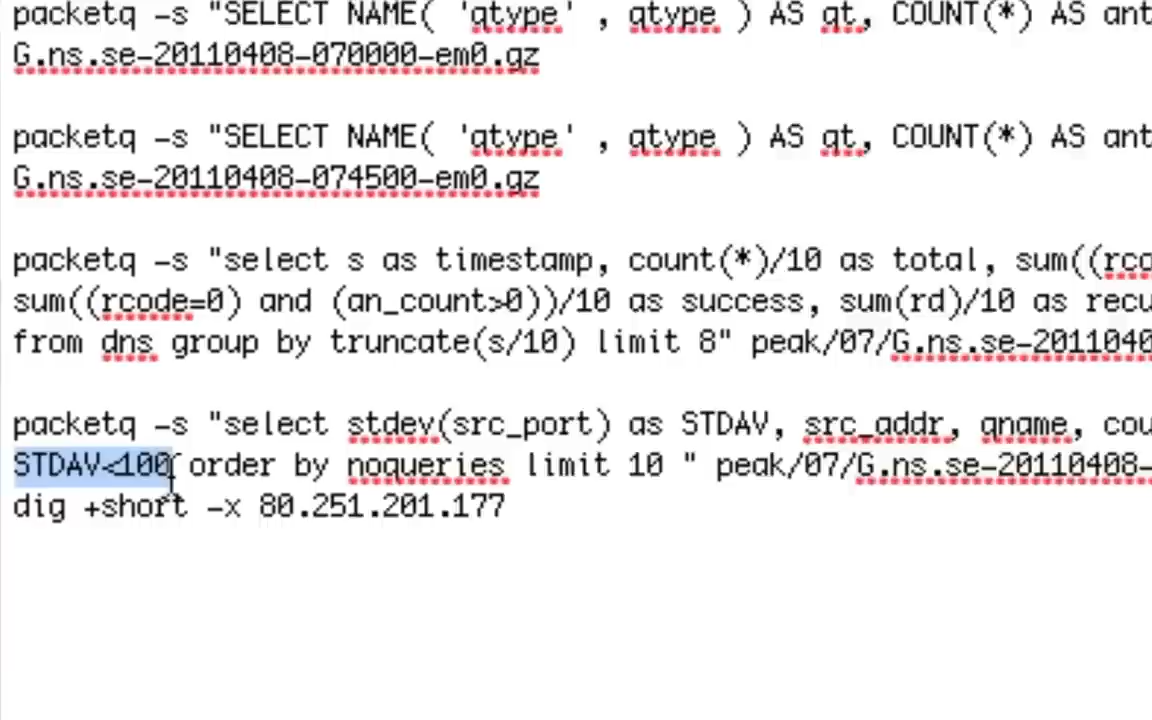 packetq -s "SELECT NAME( 'qtype' , qtype ) AS qt, COUNT(*) AS ant
G.ns.se-20110408-070000-em0.gz
packetq -s "SELECT NAME( 'qtype' , qtype ) AS qt, COUNT(*) AS ant
G.ns.se-20110408-074500-em0.gz
packetq -s "select s as timestamp, count(*)/10 as total, sum((rco
sum((rcode=0) and (an_count>0))/10 as success, sum(rd)/10 as recu
from dns group by truncate(s/10) limit 8" peak/07/G.ns.se-2011040
packetq -s "select stdev(src_port) as STDAV, src_addr, qname, cou
STDAV<100 order by noqueries limit 10 " peak/07/G.ns.se-20110408-
dig +short -x 80.251.201.177